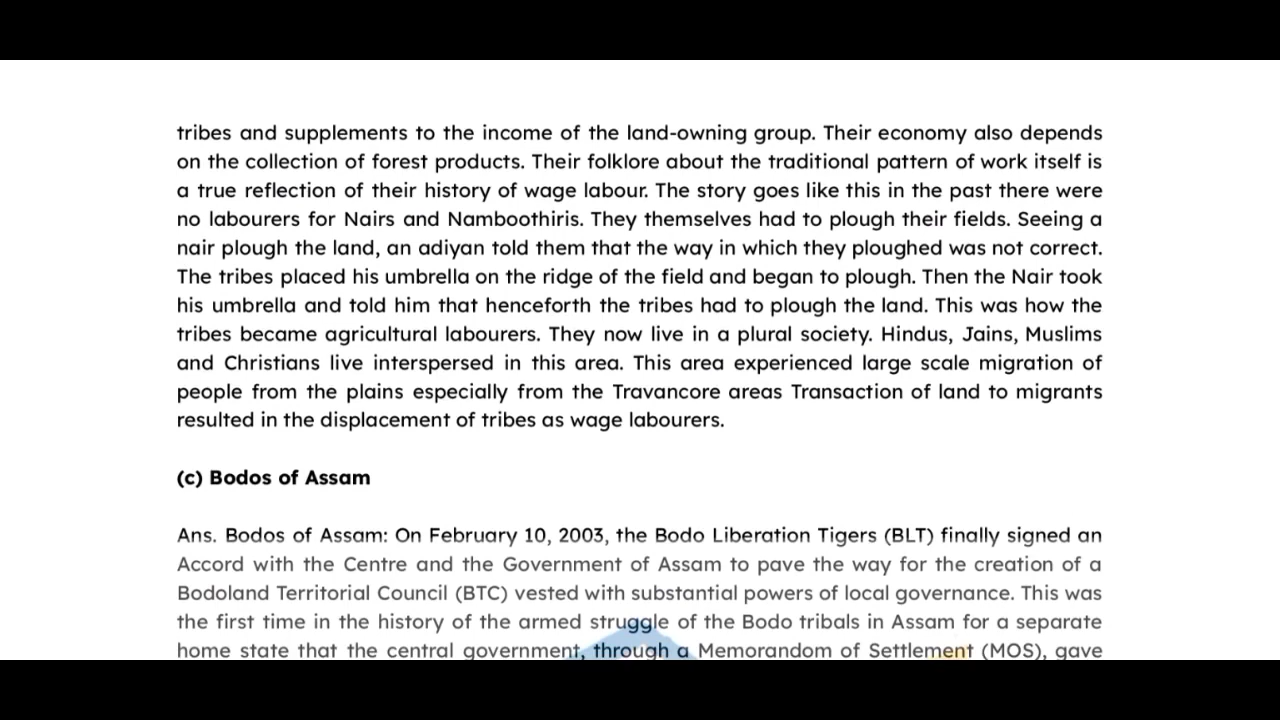 tribes and supplements to the income of the land-owning group. Their economy also depends
on the collection of forest products. Their folklore about the traditional pattern of work itself is
a true reflection of their history of wage labour. The story goes like this in the past there were
no labourers for Nairs and Namboothiris. They themselves had to plough their fields. Seeing a
nair plough the land, an adiyan told them that the way in which they ploughed was not correct.
The tribes placed his umbrella on the ridge of the field and began to plough. Then the Nair took
his umbrella and told him that henceforth the tribes had to plough the land. This was how the
tribes became agricultural labourers. They now live in a plural society. Hindus, Jains, Muslims
and Christians live interspersed in this area. This area experienced large scale migration of
people from the plains especially from the Travancore areas Transaction of land to migrants
resulted in the displacement of tribes as wage labourers.
(c) Bodos of Assam
Ans. Bodos of Assam: On February 10, 2003, the Bodo Liberation Tigers (BLT) finally signed an
Accord with the Centre and the Government of Assam to pave the way for the creation of a
Bodoland Territorial Council (BTC) vested with substantial powers of local governance. This was
the first time in the history of the armed struggle of the Bodo tribals in Assam for a separate
home state that the central government, through a Memorandum of Settlement (MOS), gave